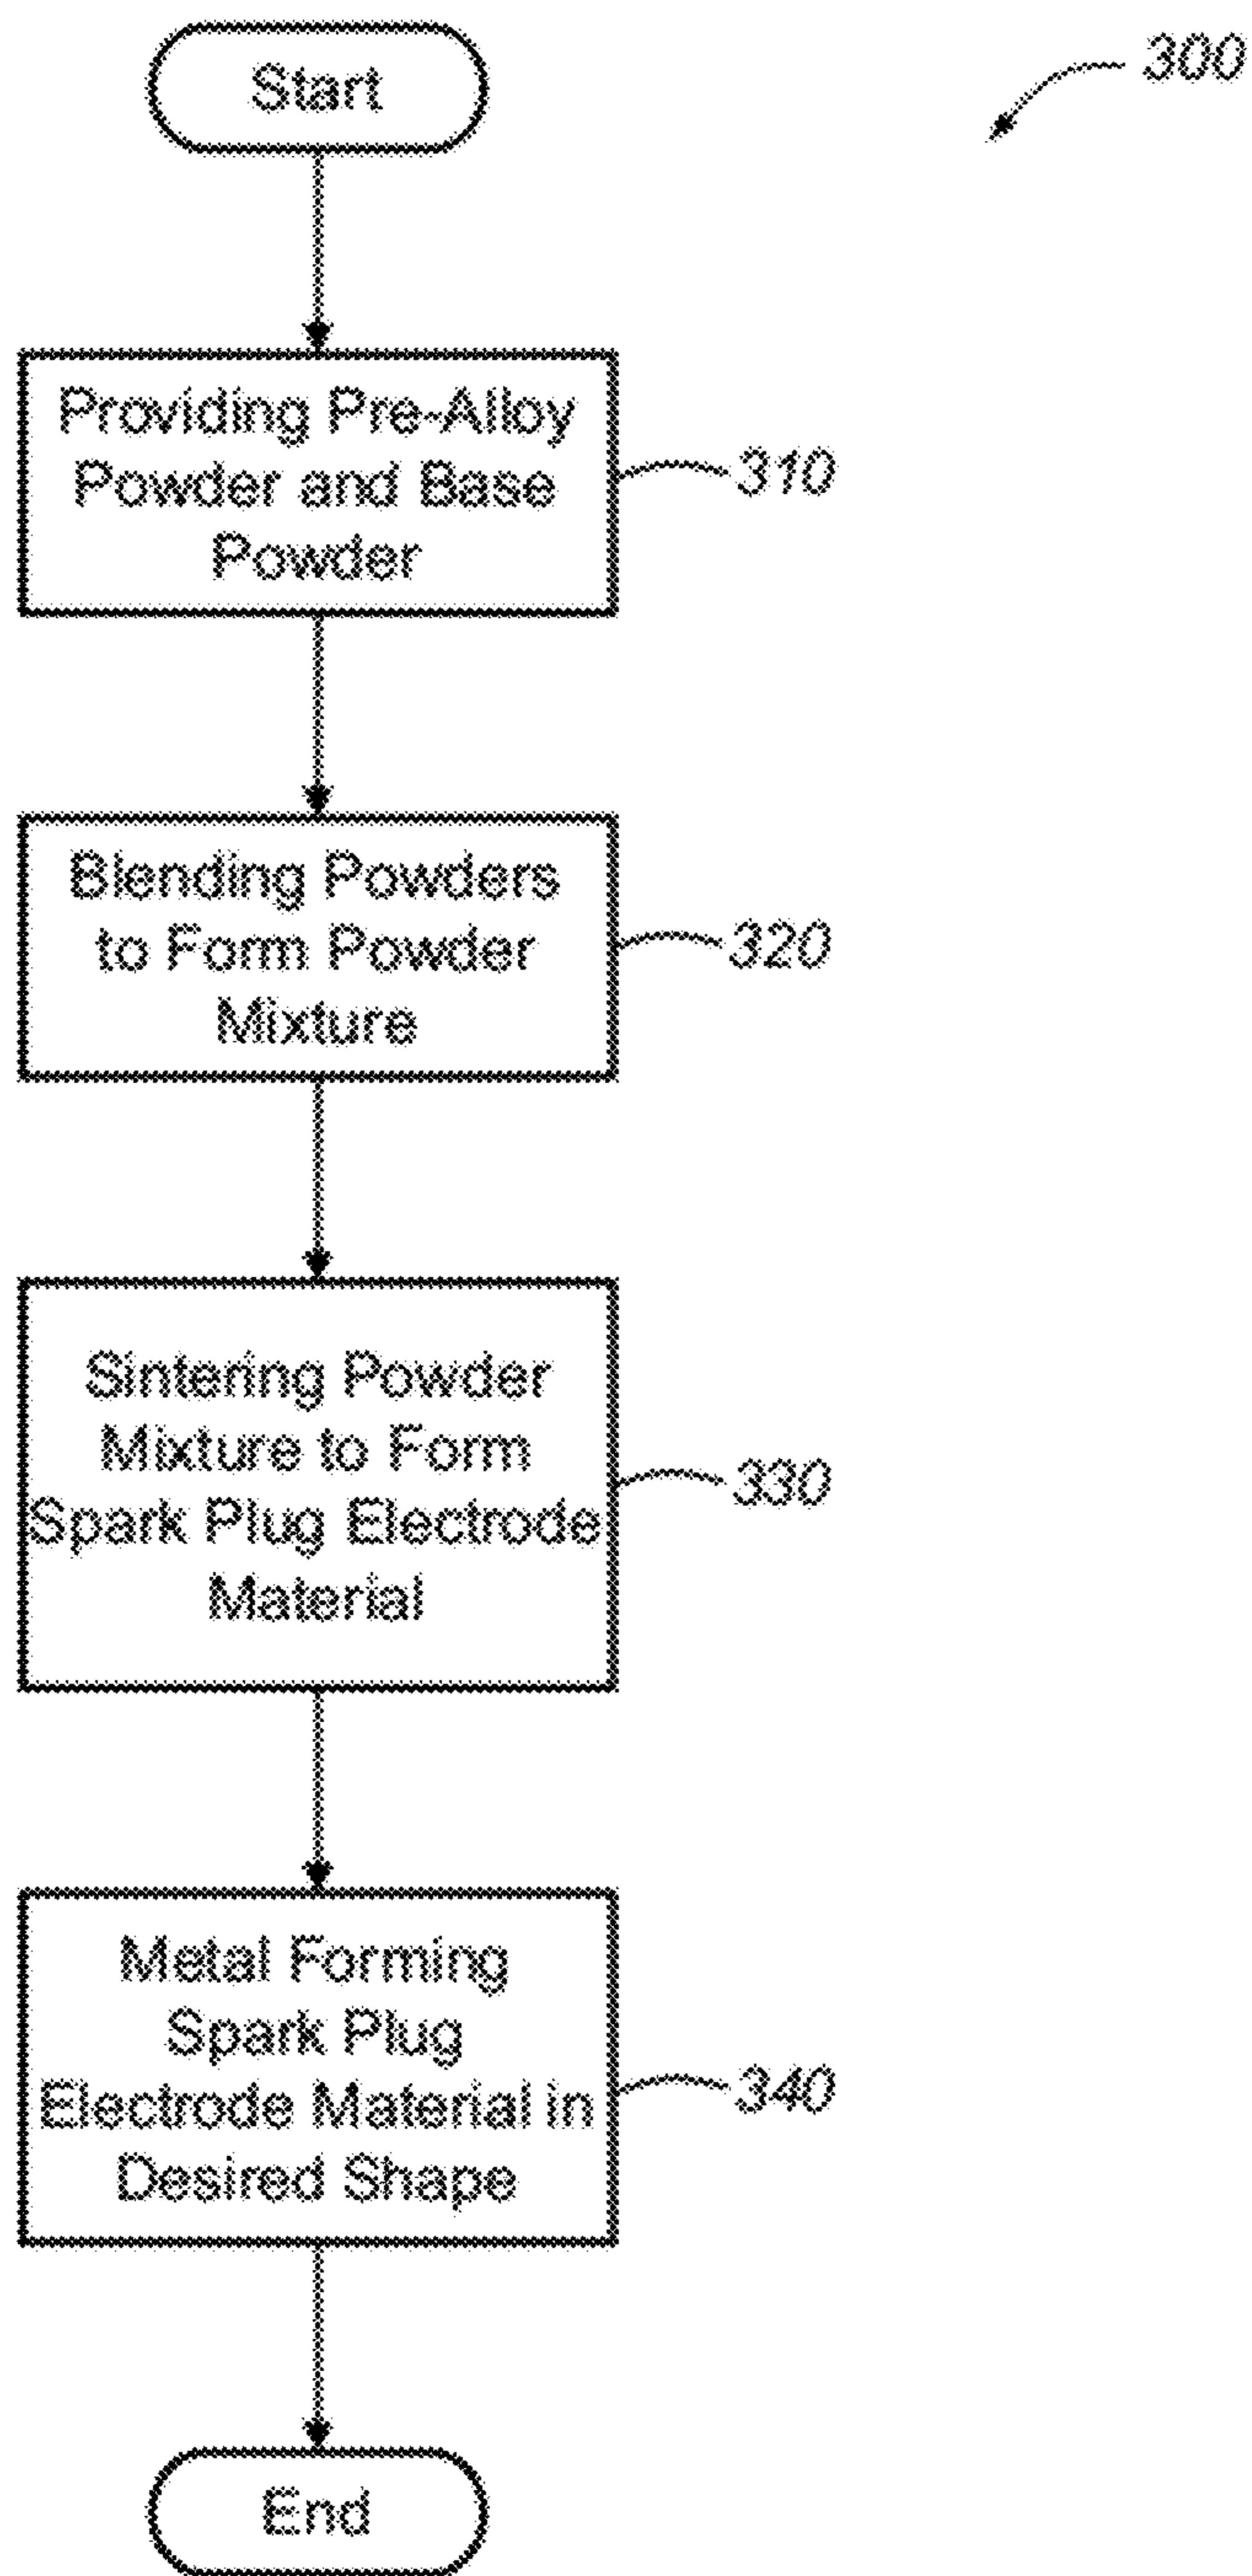 Start
300
Providing Pre-Alloy
Powder and Base
Powder
310
Blending Powders
to Form Powder
Mixture
320
Sintering Powder
Mixture to Form
Spark Plug Electrode
Material
330
Metal Forming
Spark Plug
Electrode Material in
Desired Shape
340
End